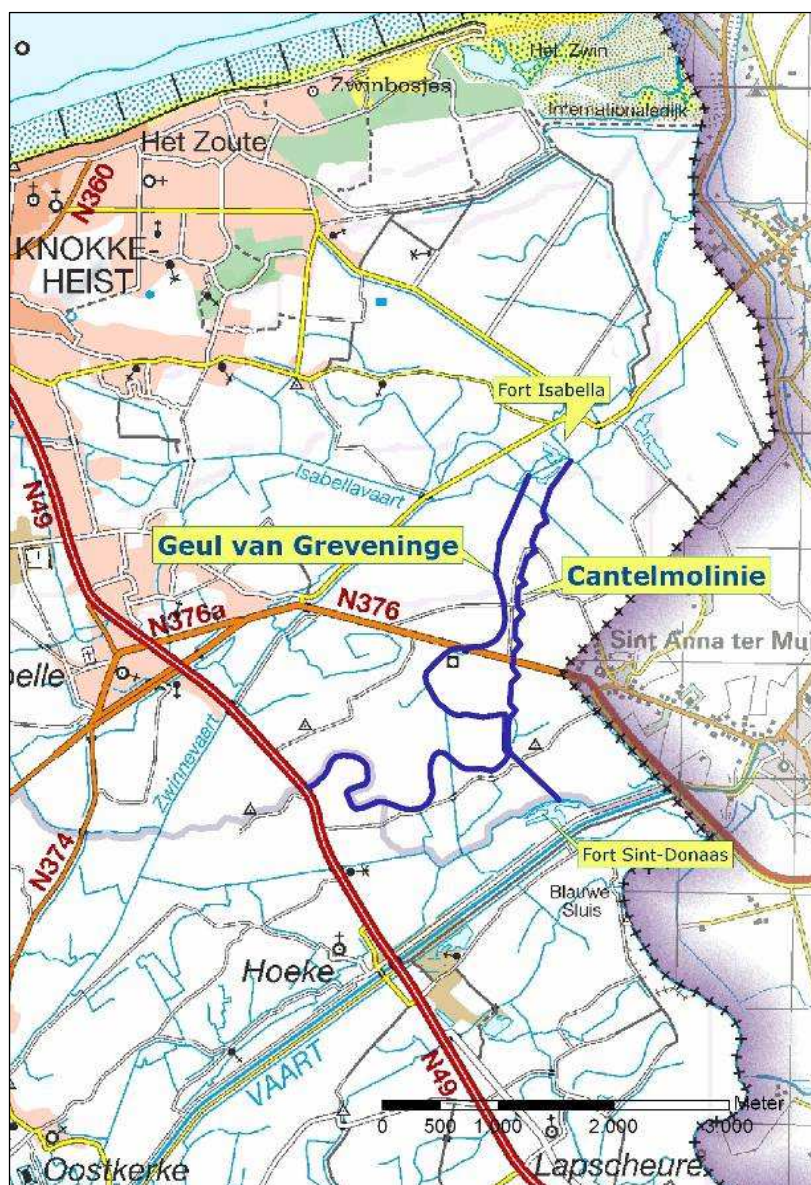 Het Zwin
Zwinbosjes
Internationaledijk
Het Zoute
N360
KNOKKE-
HEIST
Fort Isabella
N49
Isabellavaart
Geul van Greveninge
Cantelmolinie
N376a
N376
Sint Anna ter Mu
elle
Zwinnevaart
N374
Fort Sint-Donaas
Blauwe
Sluis
Hoeke
VAART
N49
Meter
0 500 1 000 2 000 3 000
Oostkerke
Lapscheure